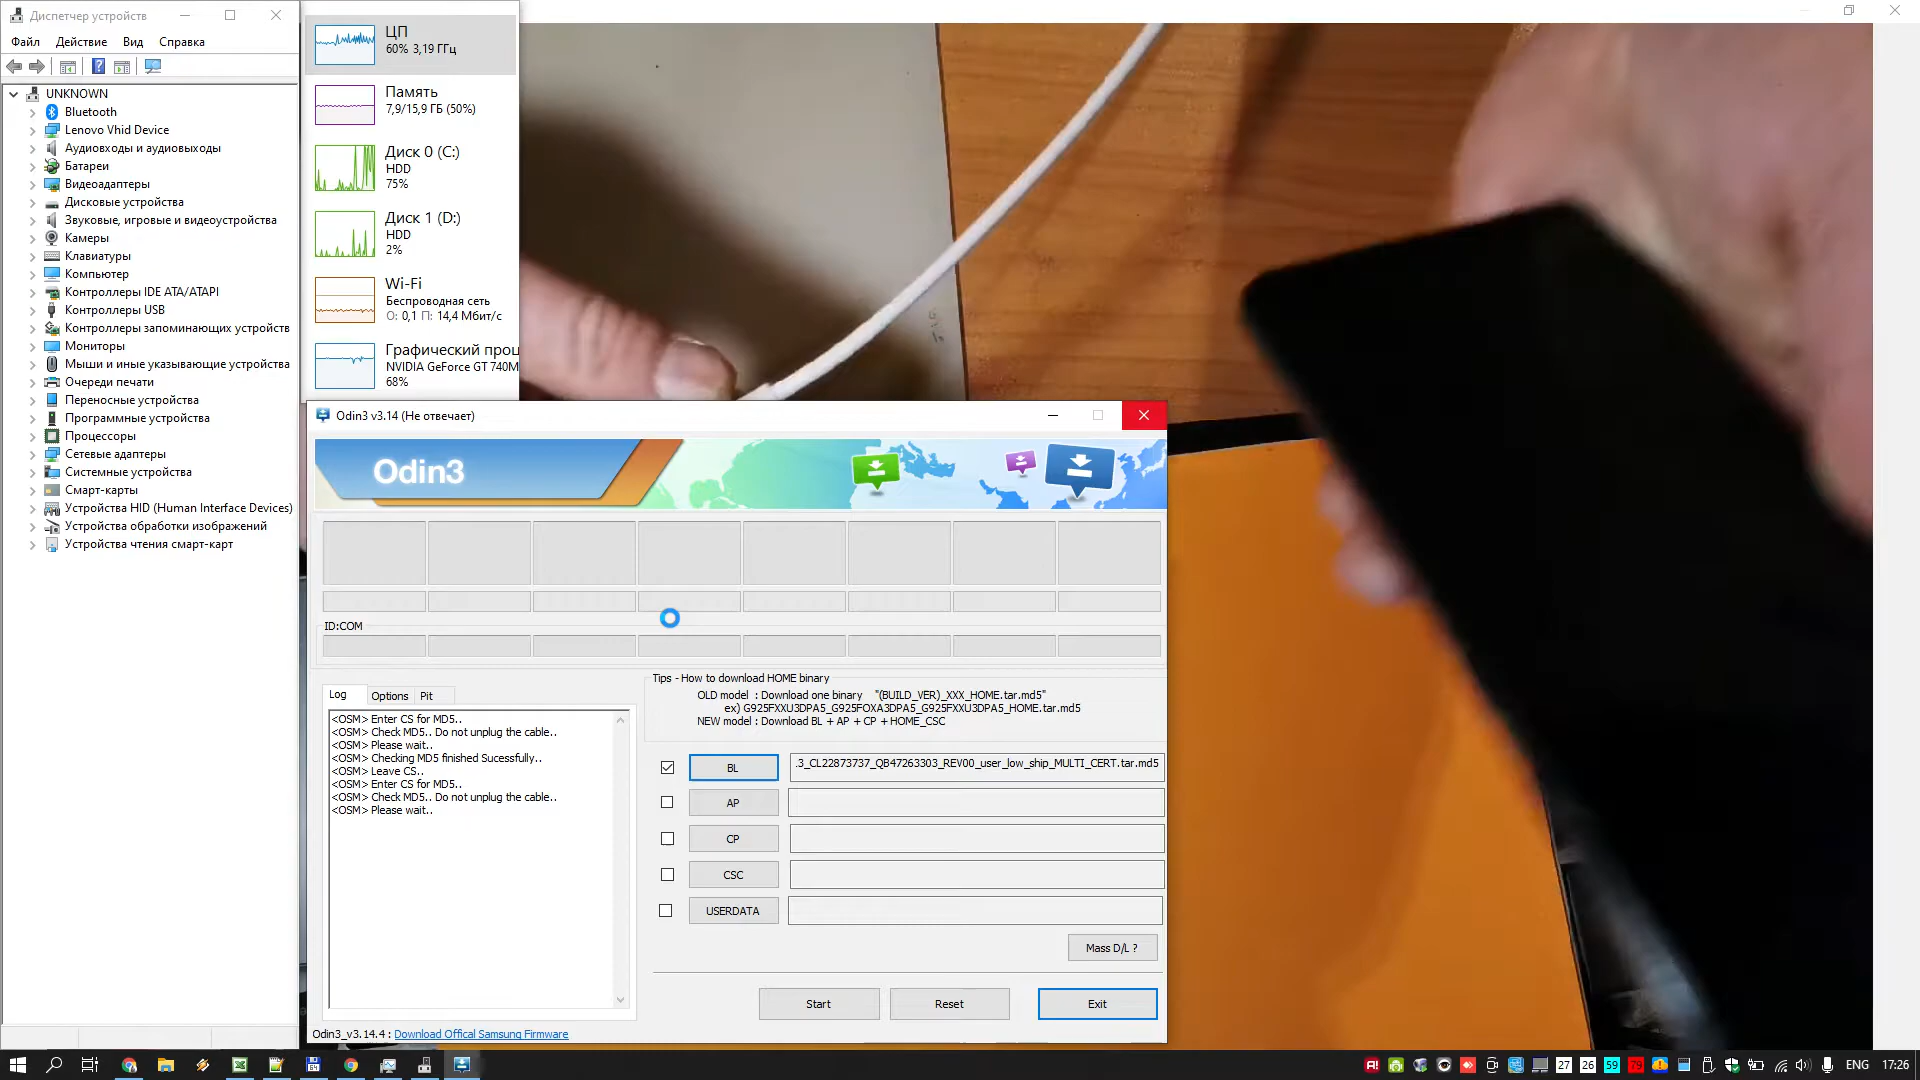 Диспетчер устройств
Файл Действие Вид Справка
UNKNOWN
Bluetooth
Lenovo Vhid Device
Аудиовходы и аудиовыходы
Батареи
Видеоадаптеры
Дисковые устройства
Звуковые, игровые и видеоустройства
Камеры
Клавиатуры
Компьютер
Контроллеры IDE ATA/ATAPI
Контроллеры USB
Контроллеры запоминающих устройств
Мониторы
Мыши и иные указывающие устройства
Очереди печати
Переносные устройства
Программные устройства
Процессоры
Сетевые адаптеры
Системные устройства
Смарт-карты
Устройства HID (Human Interface Devices)
Устройства обработки изображений
Устройства чтения смарт-карт
ЦП
60% 3,19 ГГц
Память
7,9/15,9 ГБ (50%)
Диск 0 (C:)
HDD
75%
Диск 1 (D:)
HDD
2%
Wi-Fi
Беспроводная сеть
О: 0,1 П: 14,4 Мбит/с
Графический проц
NVIDIA GeForce GT 740M
68%
Odin3 v3.14 (Не отвечает)
Odin3
ID:COM
Log Options Pit
<OSM> Enter CS for MD5..
<OSM> Check MD5.. Do not unplug the cable..
<OSM> Please wait..
<OSM> Checking MD5 finished Sucessfully..
<OSM> Leave CS..
<OSM> Enter CS for MD5..
<OSM> Check MD5.. Do not unplug the cable..
<OSM> Please wait..
Tips - How to download HOME binary
OLD model : Download one binary "(BUILD_VER)_XXX_HOME.tar.md5"
ex) G925FXXU3DPA5_G925FOXA3DPA5_G925FXXU3DPA5_HOME.tar.md5
NEW model : Download BL + AP + CP + HOME_CSC
BL .3_CL22873737_QB47263303_REV00_user_low_ship_MULTI_CERT.tar.md5
AP
CP
CSC
USERDATA
Mass D/L ?
Start Reset Exit
Odin3_v3.14.4 : Download Offical Samsung Firmware
64 A! 27 26 59 79 ENG 17:26